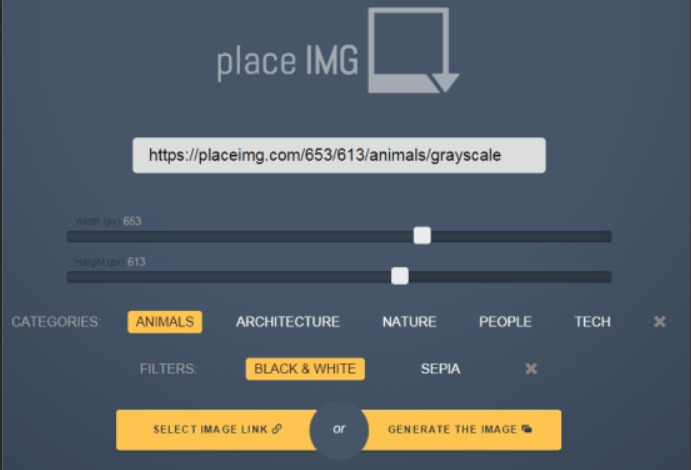 place IMG
https://placeimg.com/653/613/animals/grayscale
Width (px) 653
Height (px) 613
CATEGORIES: ANIMALS ARCHITECTURE NATURE PEOPLE TECH
FILTERS: BLACK & WHITE SEPIA
SELECT IMAGE LINK or GENERATE THE IMAGE